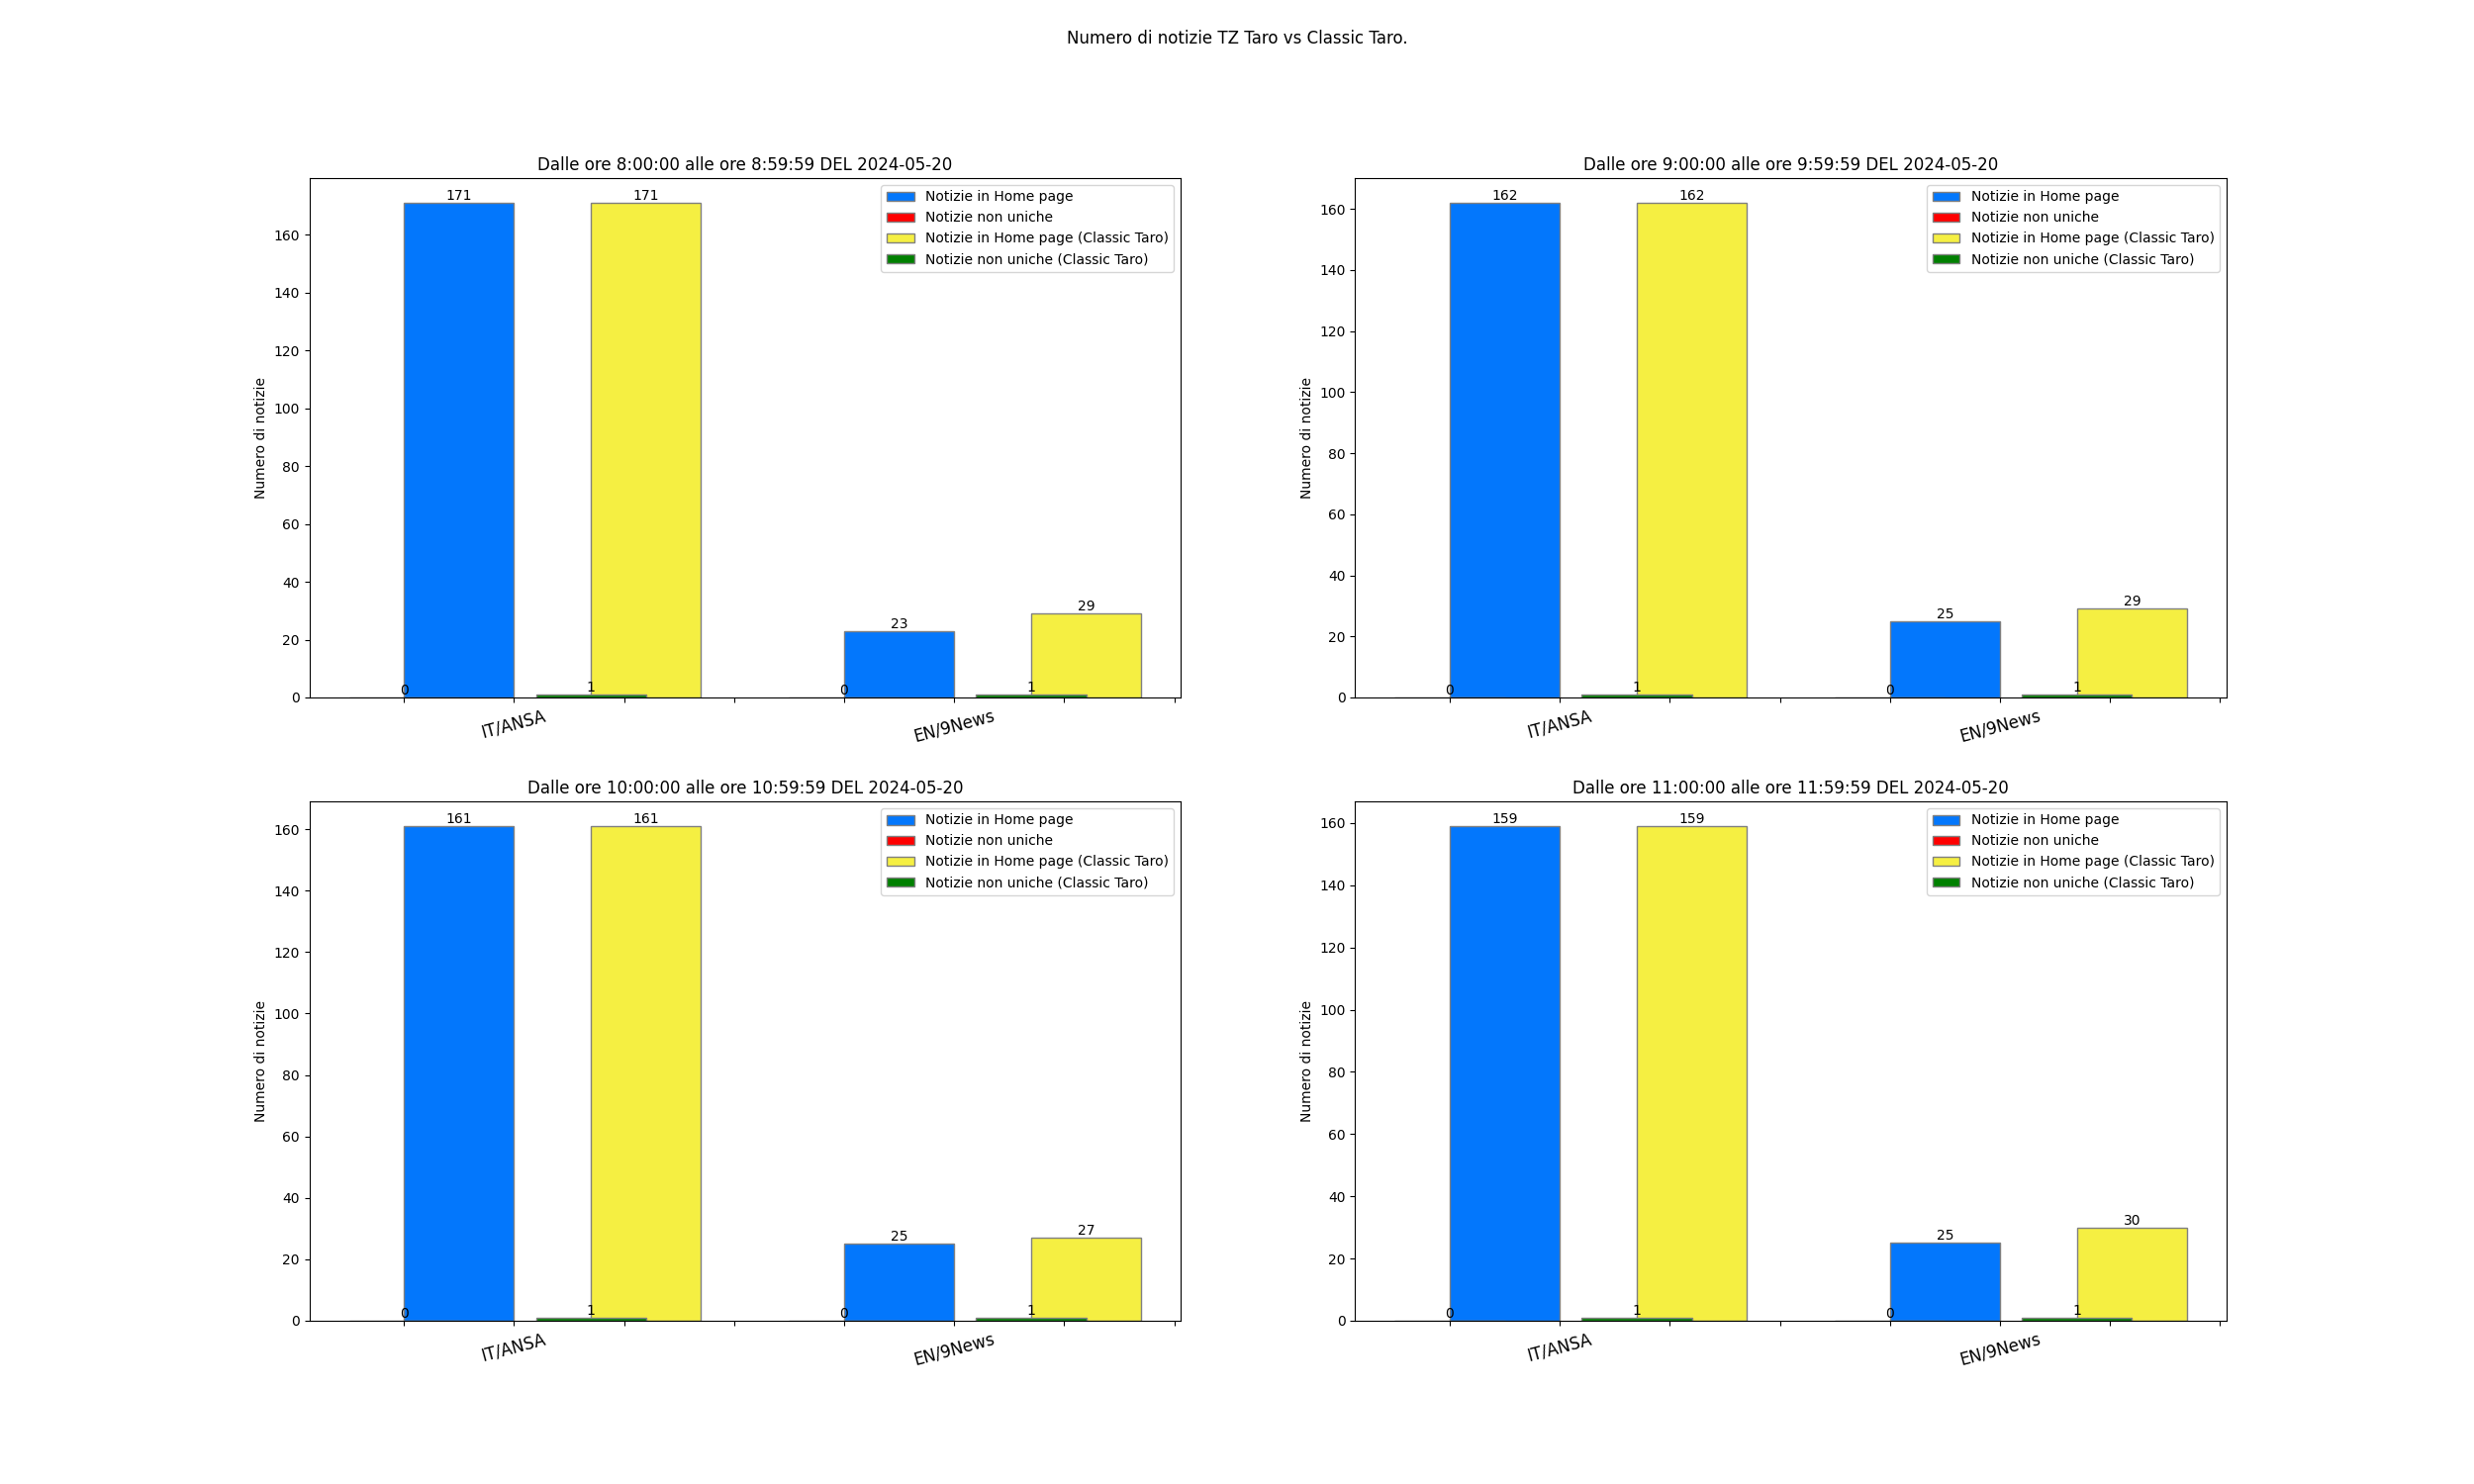 Numero di notizie TZ Taro vs Classic Taro.
Dalle ore 8:00:00 alle ore 8:59:59 DEL 2024-05-20
Numero di notizie
160
140
120
100
80
60
40
20
0
171
171
23
29
0
1
0
1
Notizie in Home page
Notizie non uniche
Notizie in Home page (Classic Taro)
Notizie non uniche (Classic Taro)
IT/ANSA
EN/9News
Dalle ore 9:00:00 alle ore 9:59:59 DEL 2024-05-20
Numero di notizie
160
140
120
100
80
60
40
20
0
162
162
25
29
0
1
0
1
Notizie in Home page
Notizie non uniche
Notizie in Home page (Classic Taro)
Notizie non uniche (Classic Taro)
IT/ANSA
EN/9News
Dalle ore 10:00:00 alle ore 10:59:59 DEL 2024-05-20
Numero di notizie
160
140
120
100
80
60
40
20
0
161
161
25
27
0
1
0
1
Notizie in Home page
Notizie non uniche
Notizie in Home page (Classic Taro)
Notizie non uniche (Classic Taro)
IT/ANSA
EN/9News
Dalle ore 11:00:00 alle ore 11:59:59 DEL 2024-05-20
Numero di notizie
160
140
120
100
80
60
40
20
0
159
159
25
30
0
1
0
1
Notizie in Home page
Notizie non uniche
Notizie in Home page (Classic Taro)
Notizie non uniche (Classic Taro)
IT/ANSA
EN/9News